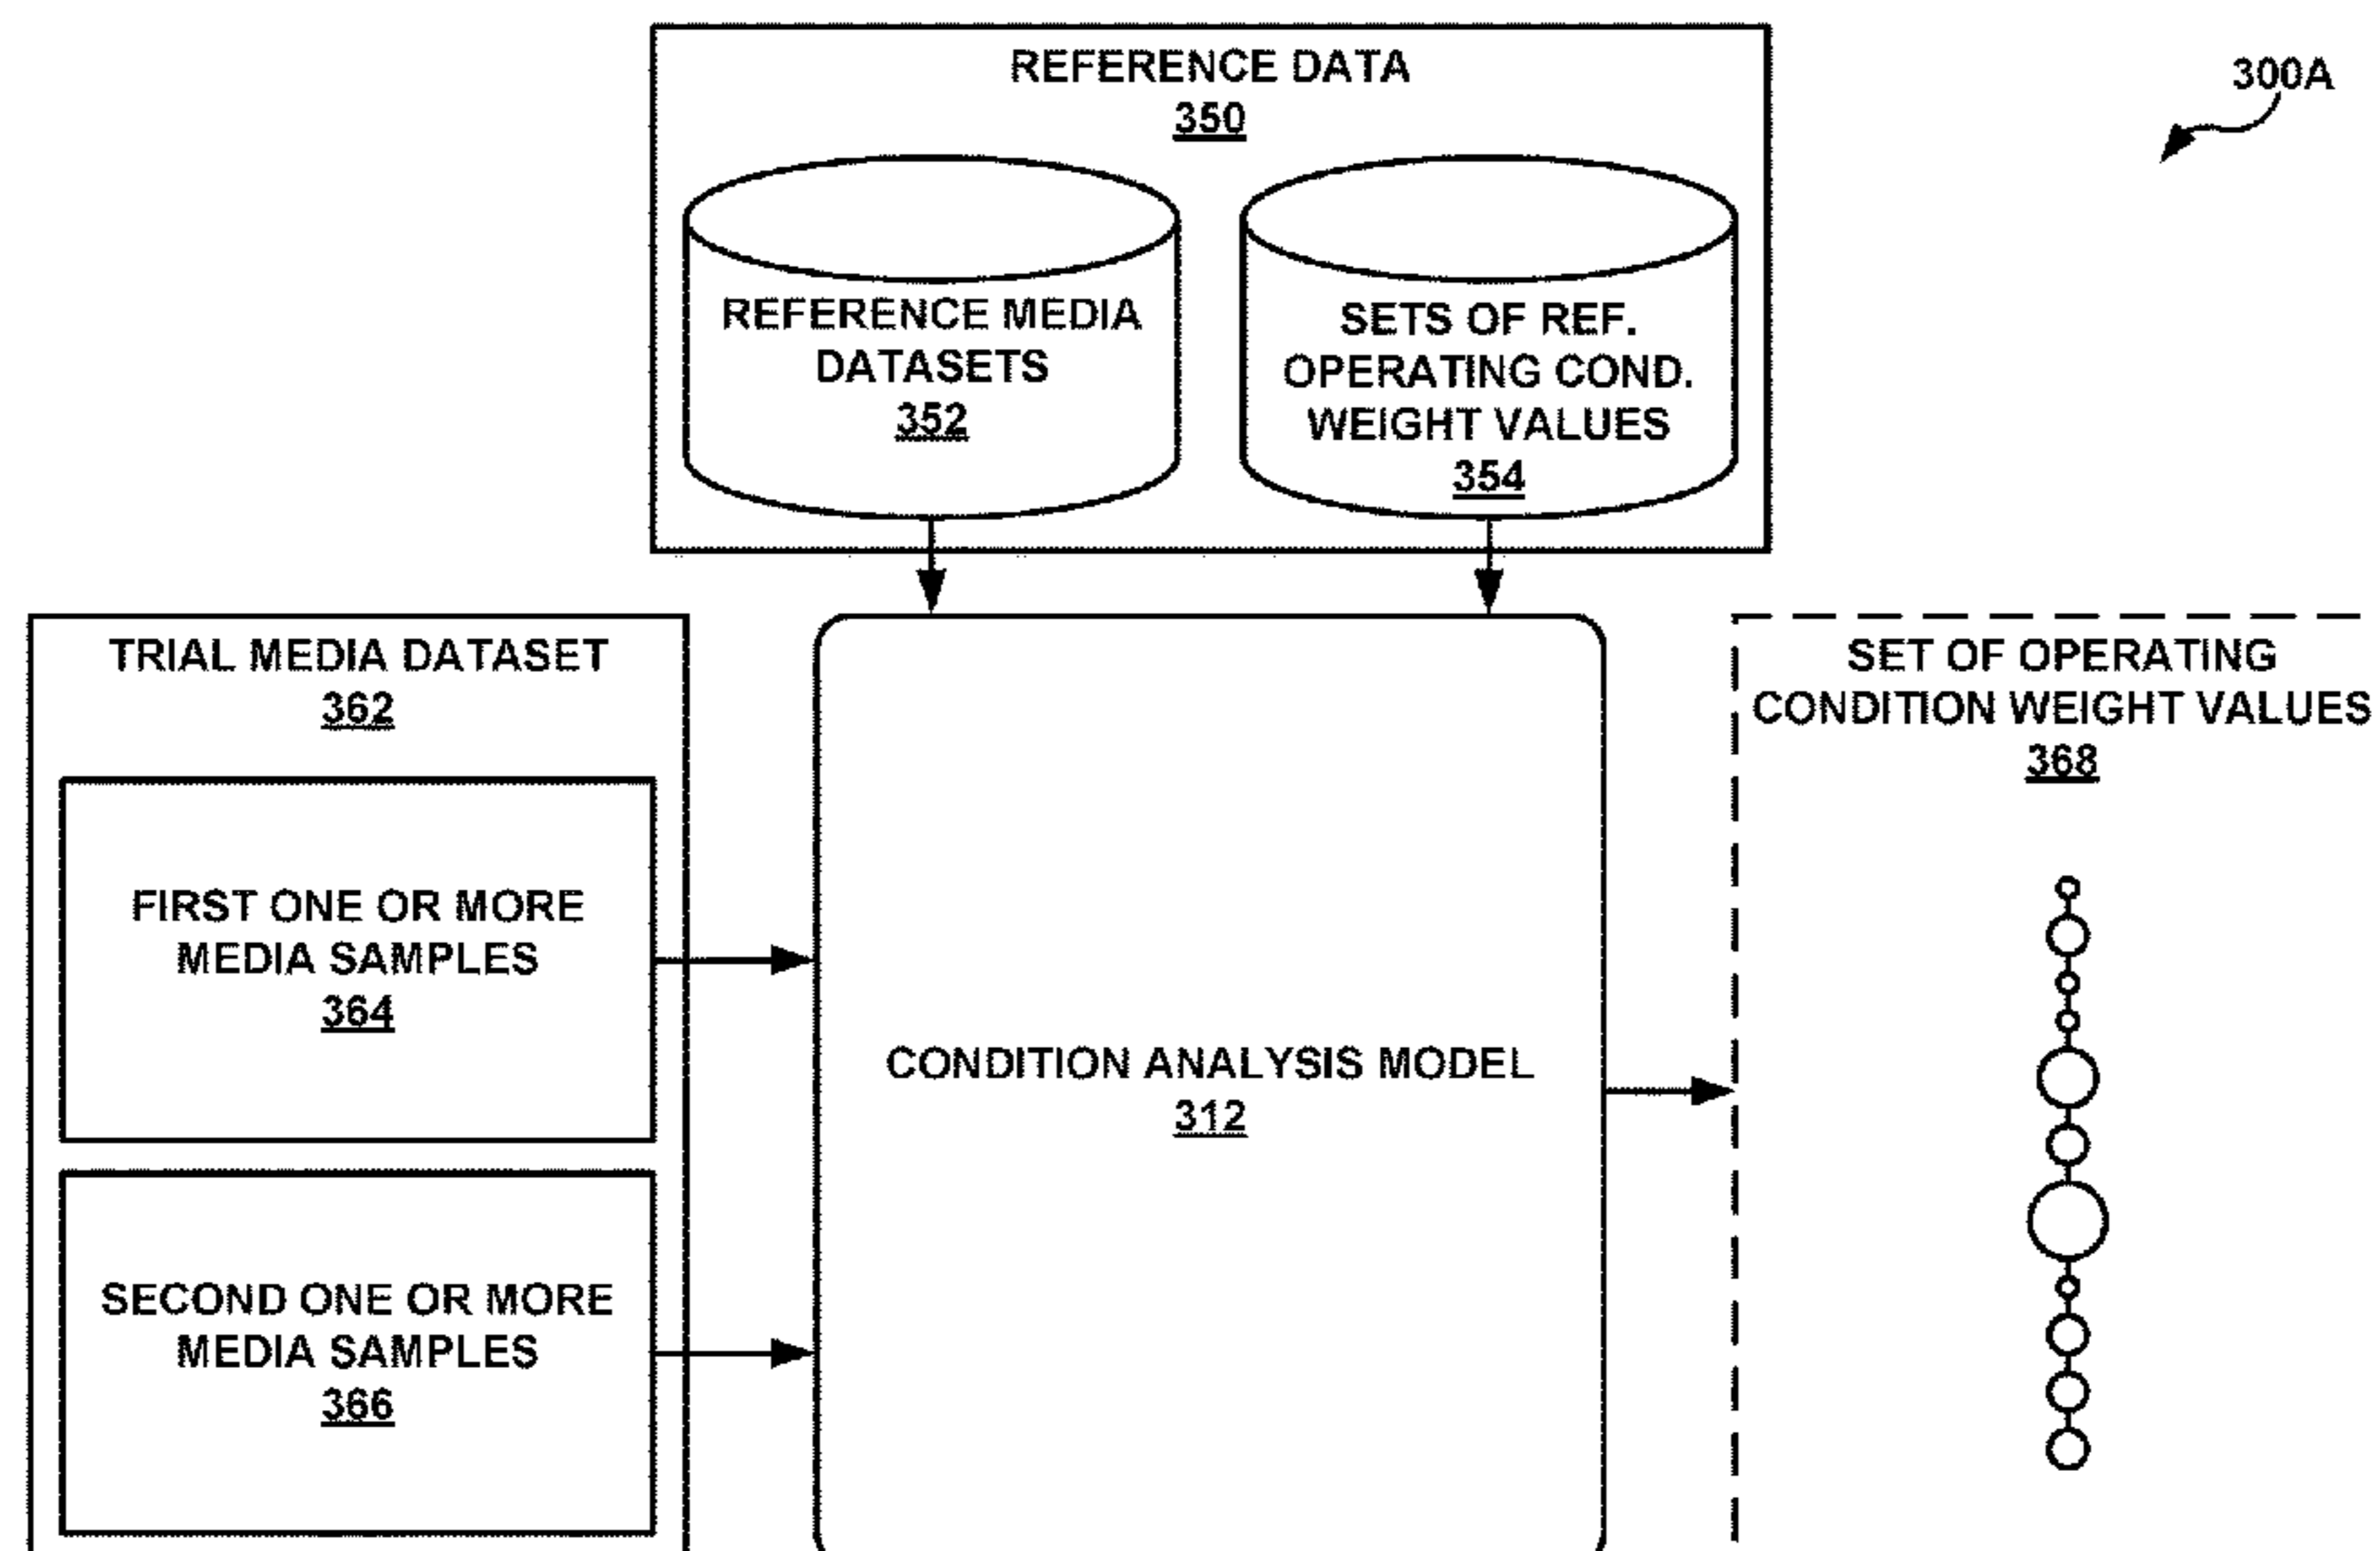 REFERENCE DATA
350
300A
REFERENCE MEDIA
DATASETS
352
SETS OF REF.
OPERATING COND.
WEIGHT VALUES
354
TRIAL MEDIA DATASET
362
FIRST ONE OR MORE
MEDIA SAMPLES
364
SECOND ONE OR MORE
MEDIA SAMPLES
366
CONDITION ANALYSIS MODEL
312
SET OF OPERATING
CONDITION WEIGHT VALUES
368